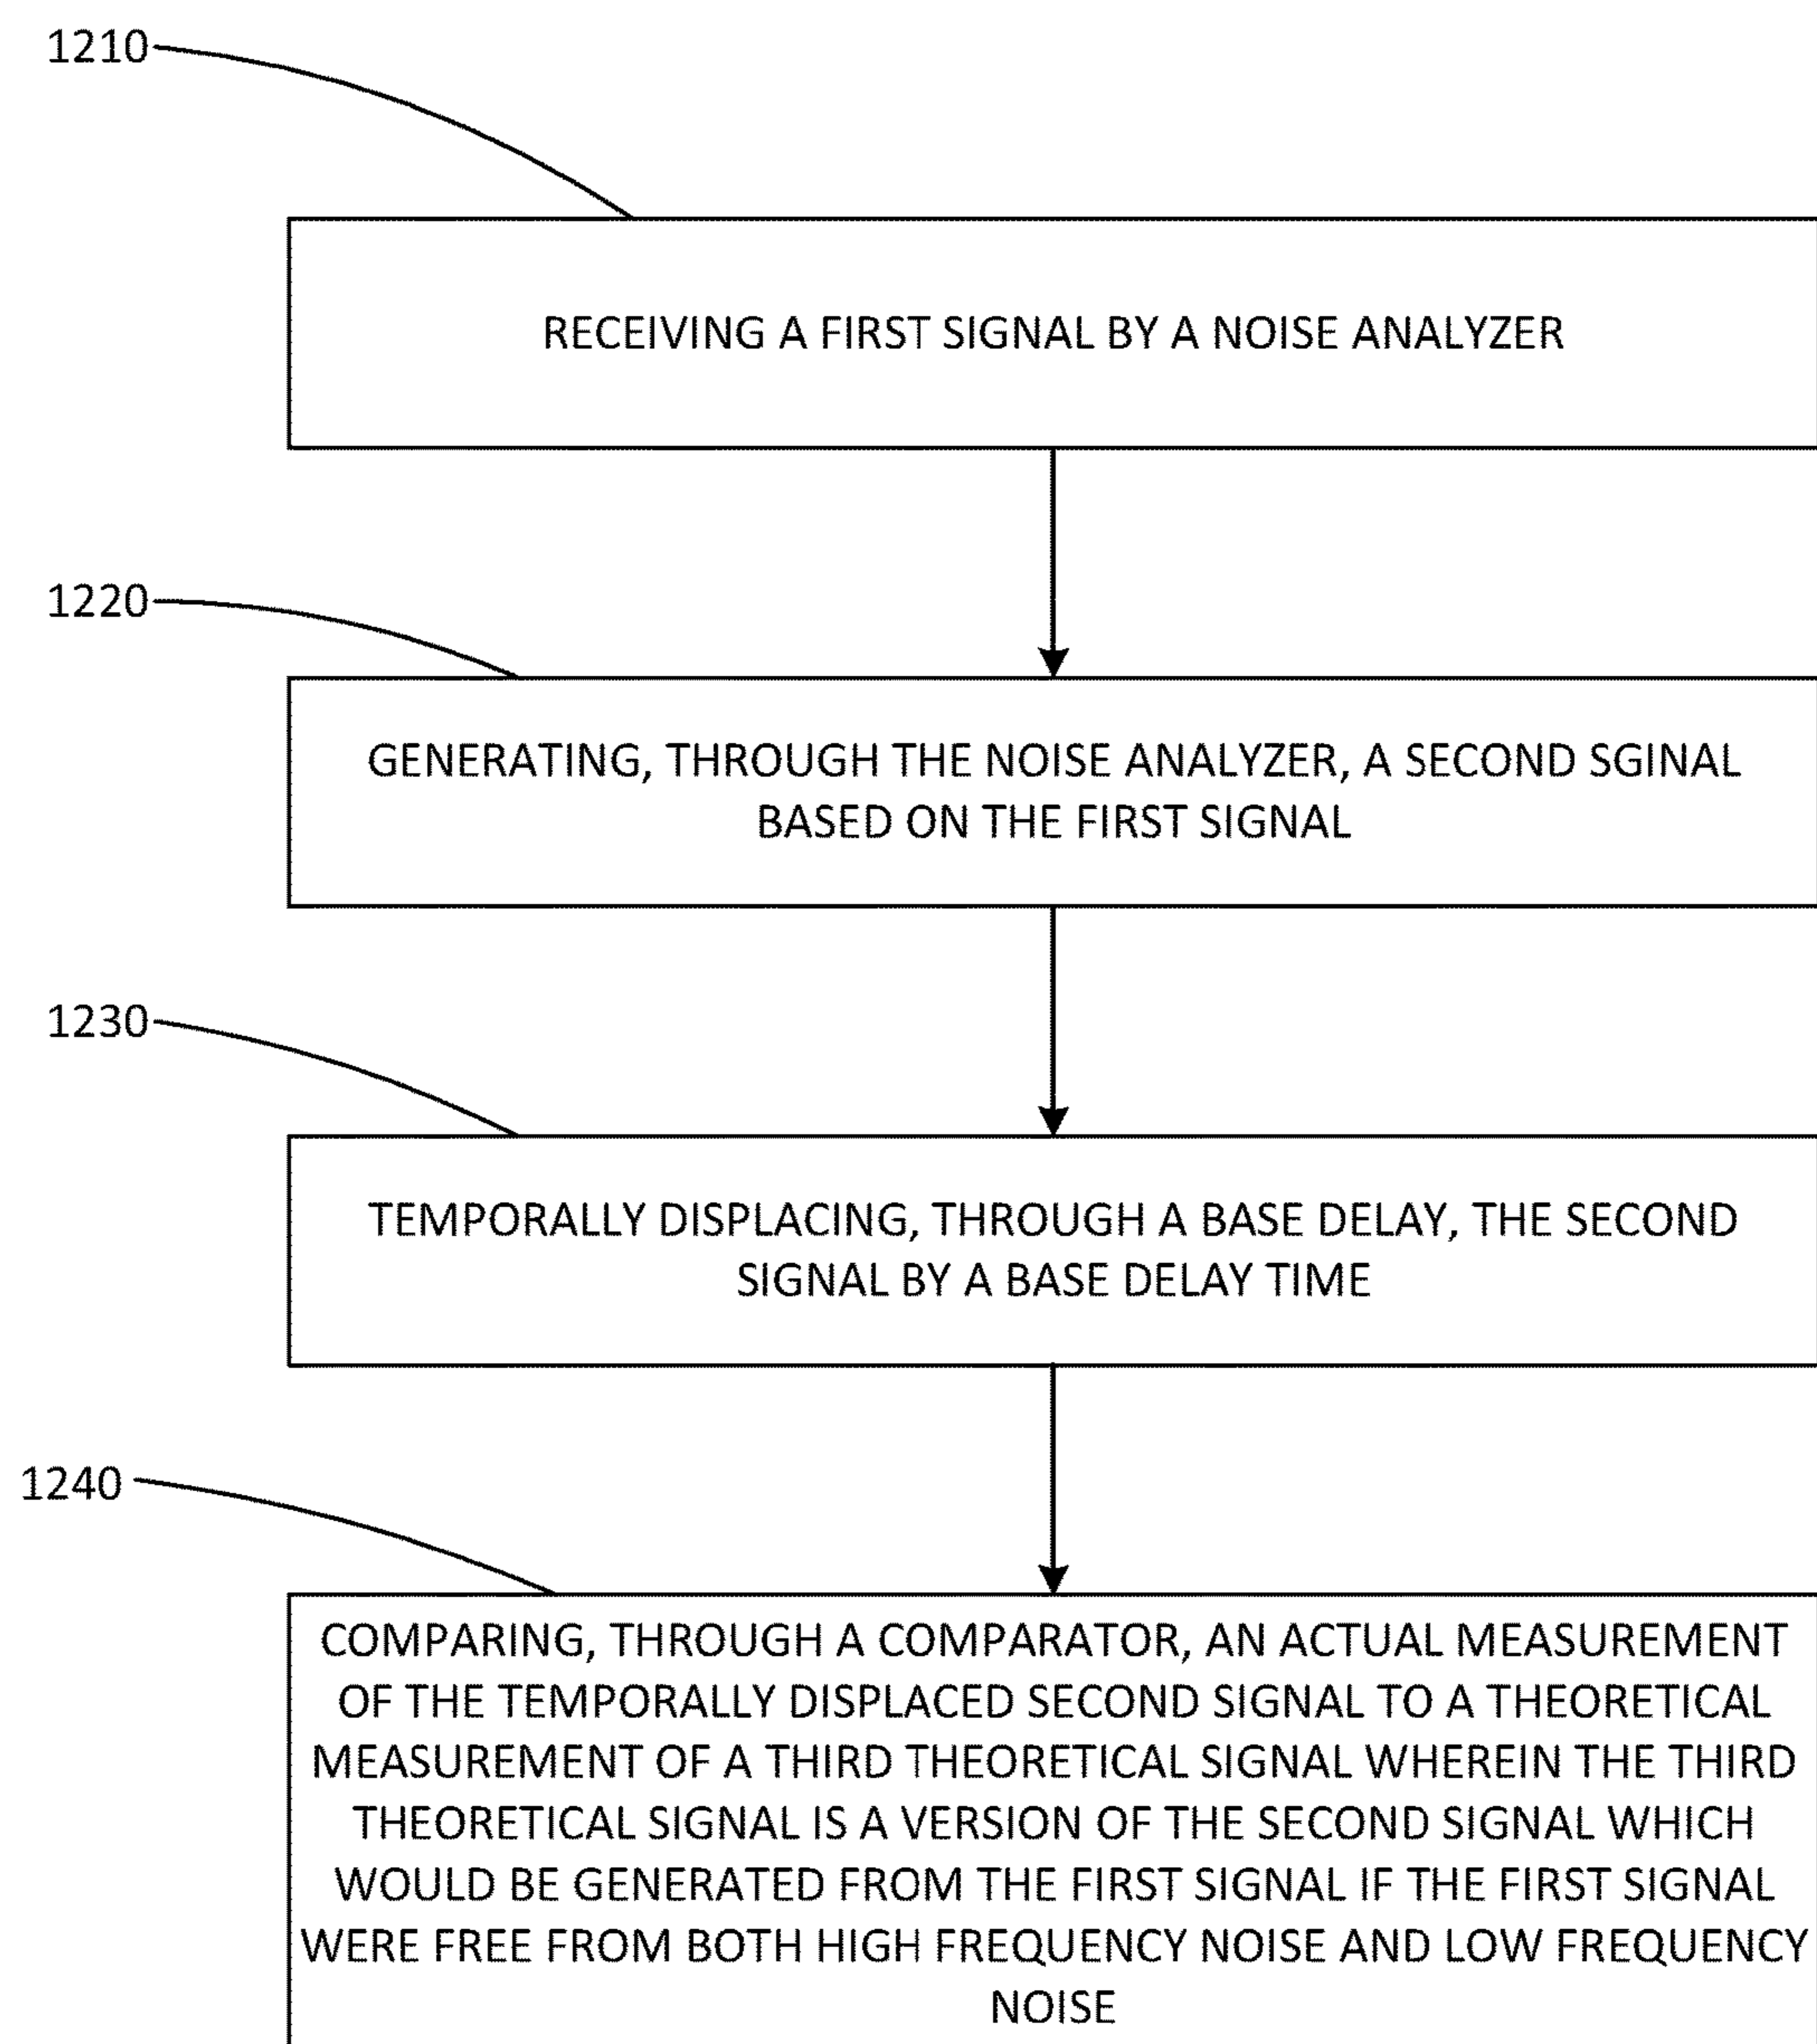 1210
RECEIVING A FIRST SIGNAL BY A NOISE ANALYZER
1220
GENERATING, THROUGH THE NOISE ANALYZER, A SECOND SGINAL
BASED ON THE FIRST SIGNAL
1230
TEMPORALLY DISPLACING, THROUGH A BASE DELAY, THE SECOND
SIGNAL BY A BASE DELAY TIME
1240
COMPARING, THROUGH A COMPARATOR, AN ACTUAL MEASUREMENT
OF THE TEMPORALLY DISPLACED SECOND SIGNAL TO A THEORETICAL
MEASUREMENT OF A THIRD THEORETICAL SIGNAL WHEREIN THE THIRD
THEORETICAL SIGNAL IS A VERSION OF THE SECOND SIGNAL WHICH
WOULD BE GENERATED FROM THE FIRST SIGNAL IF THE FIRST SIGNAL
WERE FREE FROM BOTH HIGH FREQUENCY NOISE AND LOW FREQUENCY
NOISE